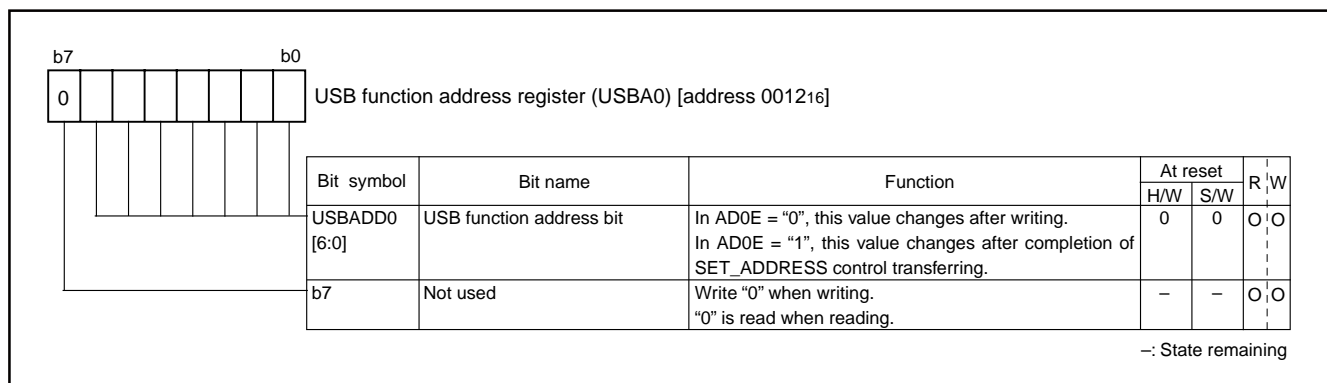 b7 b0
0 USB function address register (USBA0) [address 001216]
Bit symbol Bit name Function At reset R W
H/W S/W
USBADD0 USB function address bit In AD0E = “0”, this value changes after writing. 0 0 O O
[6:0] In AD0E = “1”, this value changes after completion of
SET_ADDRESS control transferring.
b7 Not used Write “0” when writing. – – O O
“0” is read when reading.
–: State remaining